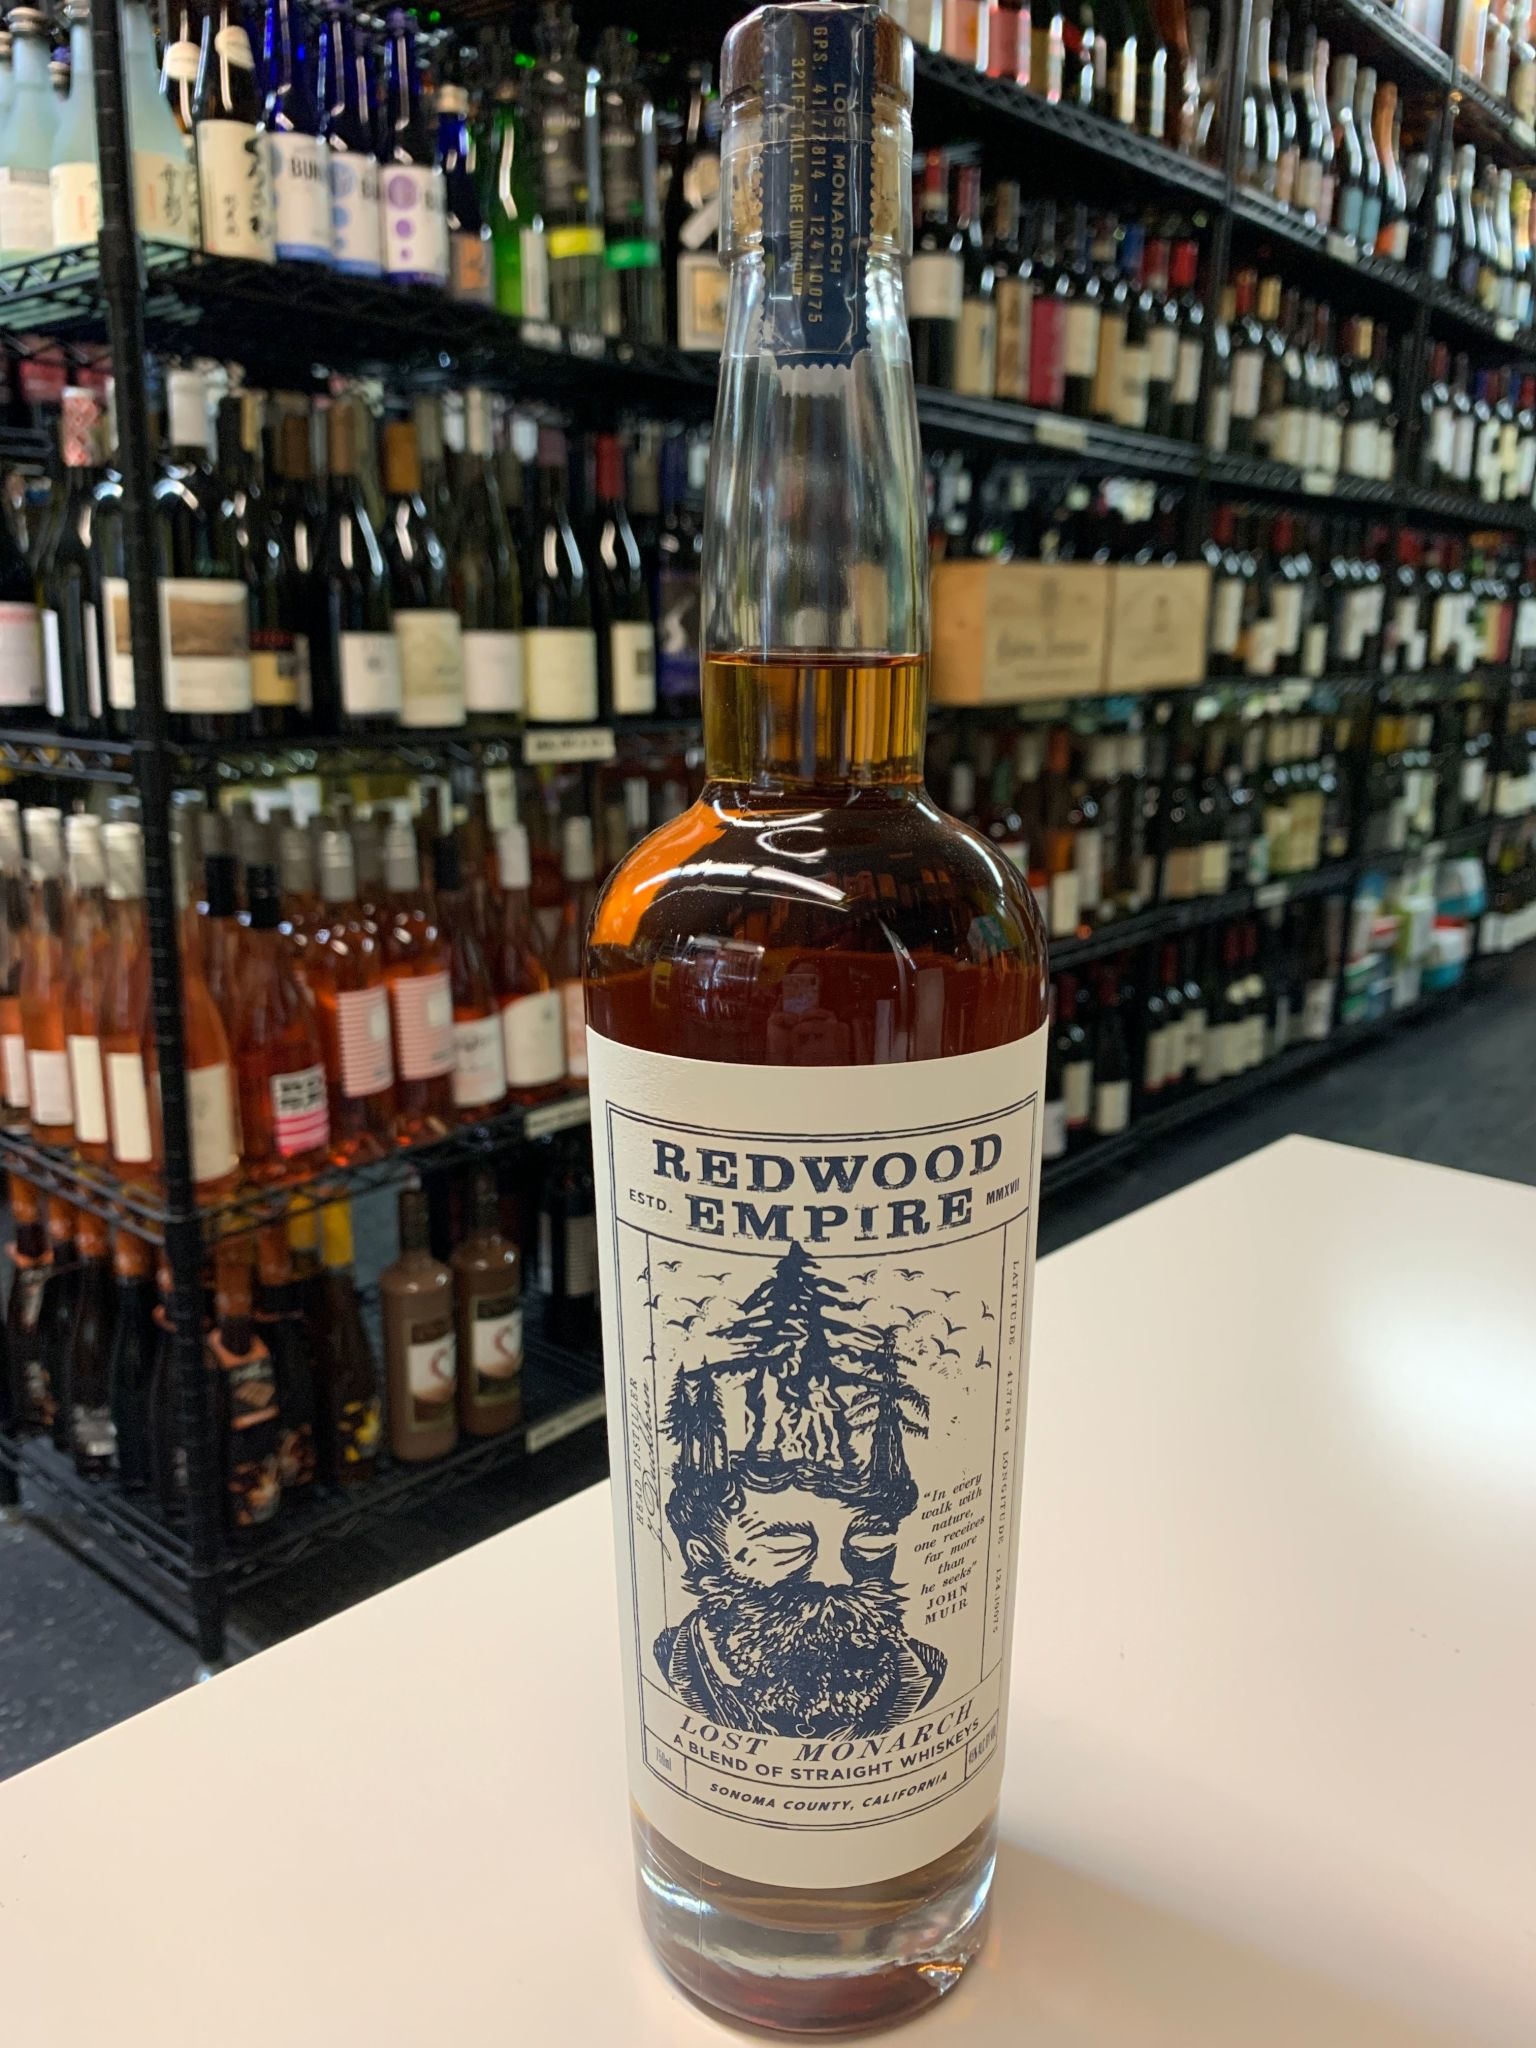 LOST MONARCH
GPS: 41.77814 - 124.10075
321 FT TALL • AGE UNKNOWN
REDWOOD
ESTD. EMPIRE MMXVII
LATITUDE - 41.77814 LONGITUDE - 124.10075
HEAD DISTILLER
"In every
walk with
nature,
one receives
far more
than
he seeks"
JOHN
MUIR
LOST MONARCH
A BLEND OF STRAIGHT WHISKEYS
750ml
SONOMA COUNTY, CALIFORNIA